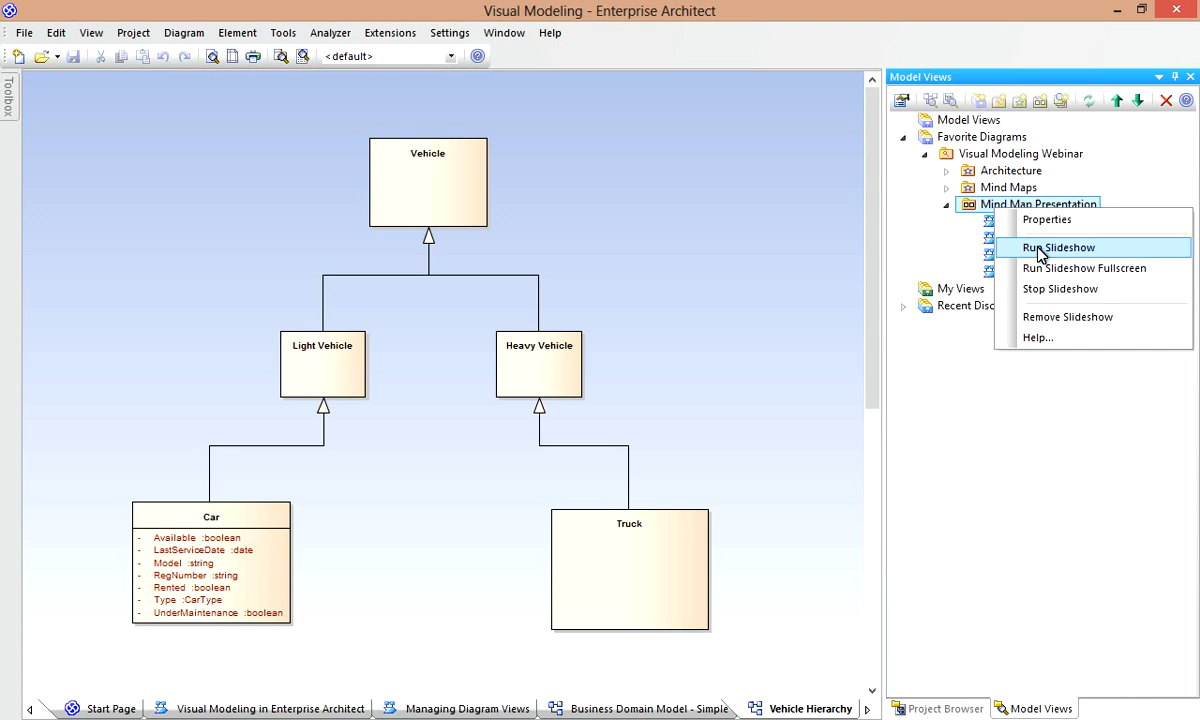 Visual Modeling - Enterprise Architect
File Edit View Project Diagram Element Tools Analyzer Extensions Settings Window Help
<default>
Toolbox
Vehicle
Light Vehicle
Heavy Vehicle
Car
- Available :boolean
- LastServiceDate :date
- Model :string
- RegNumber :string
- Rented :boolean
- Type :CarType
- UnderMaintenance :boolean
Truck
Model Views
Model Views
Favorite Diagrams
Visual Modeling Webinar
Architecture
Mind Maps
Mind Map Presentation
My Views
Recent Disc
Properties
Run Slideshow
Run Slideshow Fullscreen
Stop Slideshow
Remove Slideshow
Help...
Start Page Visual Modeling in Enterprise Architect Managing Diagram Views Business Domain Model - Simple Vehicle Hierarchy
Project Browser Model Views